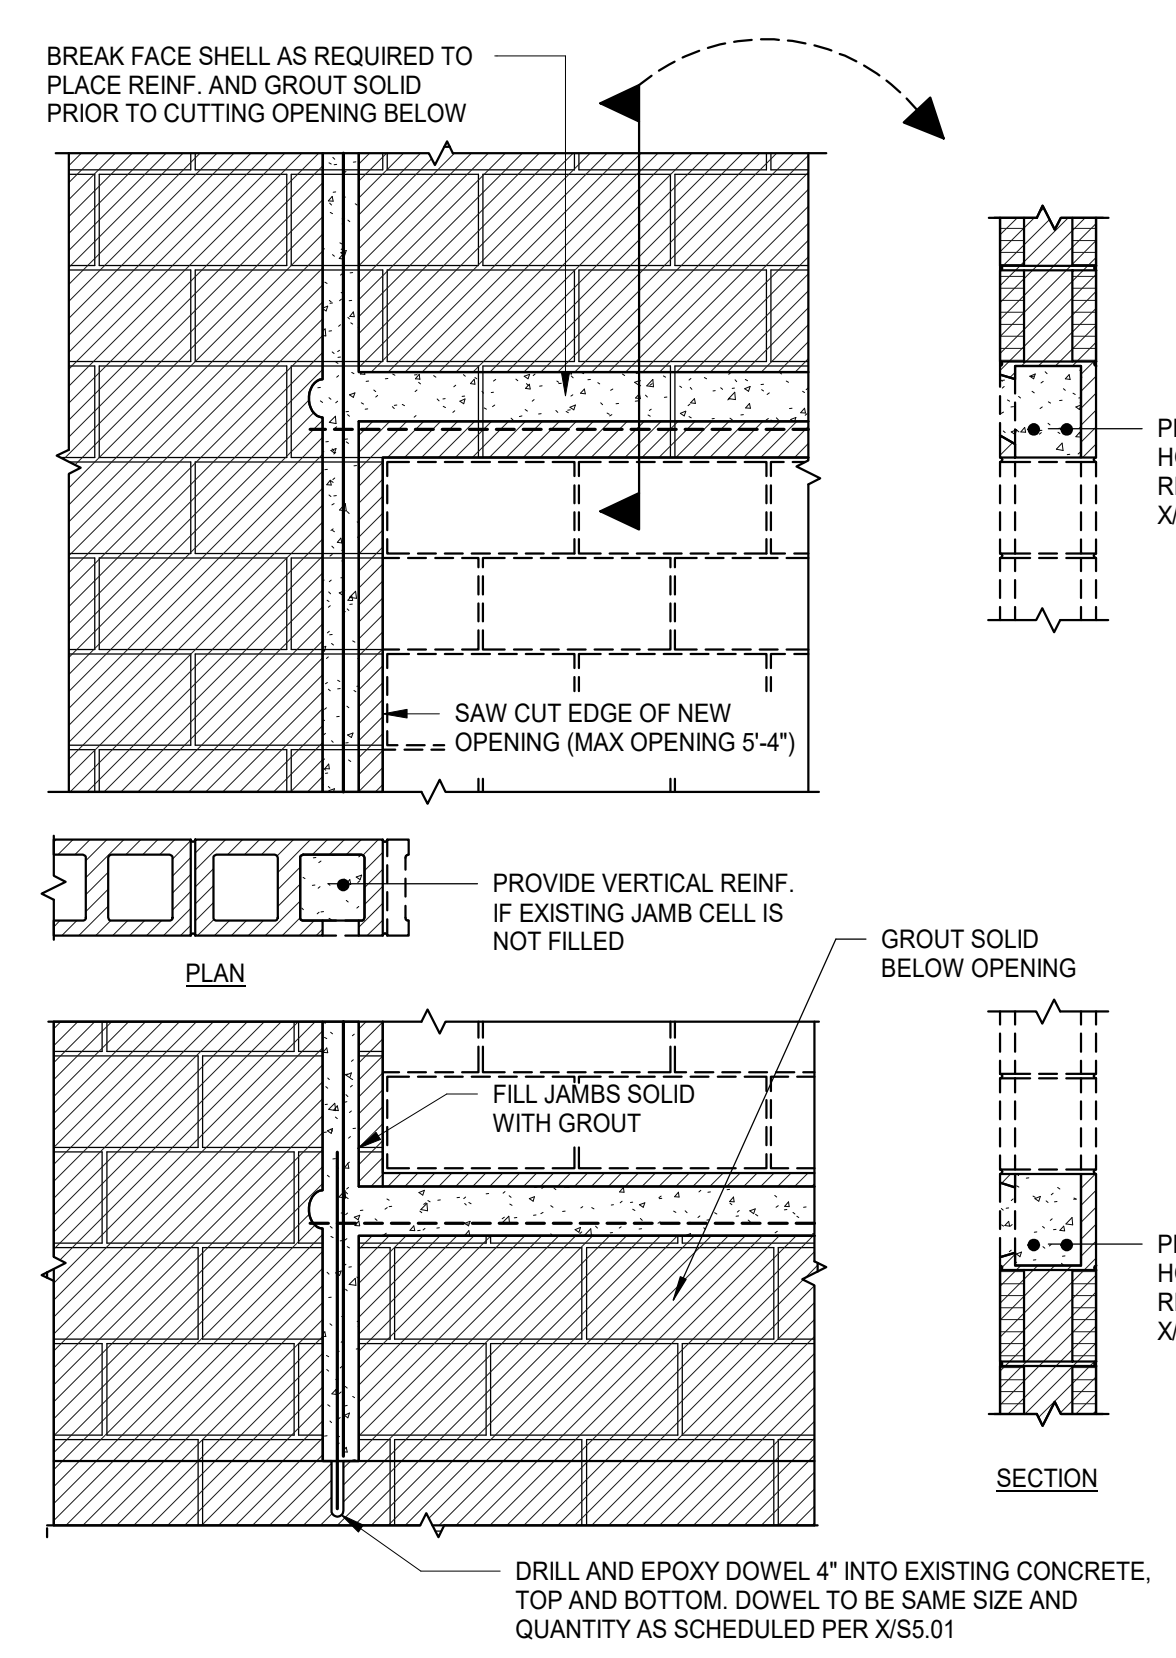 BREAK FACE SHELL AS REQUIRED TO
PLACE REINF. AND GROUT SOLID
PRIOR TO CUTTING OPENING BELOW
SAW CUT EDGE OF NEW
OPENING (MAX OPENING 5'-4")
PROVIDE VERTICAL REINF.
IF EXISTING JAMB CELL IS
NOT FILLED
PLAN
GROUT SOLID
BELOW OPENING
FILL JAMBS SOLID
WITH GROUT
SECTION
DRILL AND EPOXY DOWEL 4" INTO EXISTING CONCRETE,
TOP AND BOTTOM. DOWEL TO BE SAME SIZE AND
QUANTITY AS SCHEDULED PER X/S5.01